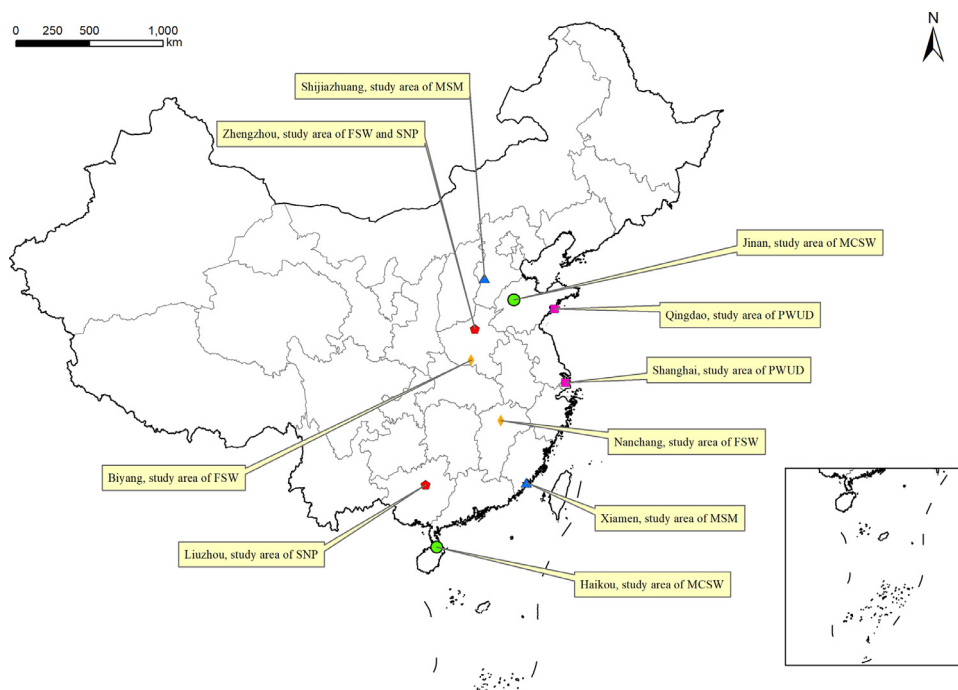 0 250 500 1,000
km
N
Shijiazhuang, study area of MSM
Zhengzhou, study area of FSW and SNP
Jinan, study area of MCSW
Qingdao, study area of PWUD
Shanghai, study area of PWUD
Nanchang, study area of FSW
Biyang, study area of FSW
Xiamen, study area of MSM
Liuzhou, study area of SNP
Haikou, study area of MCSW